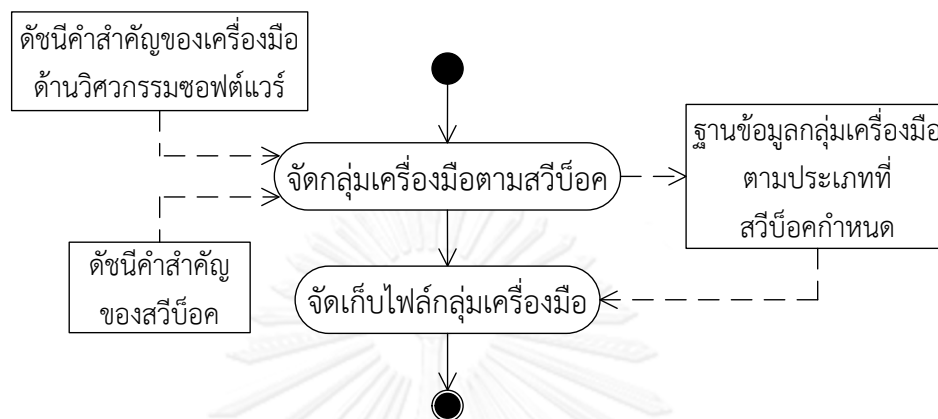 ดัชนีคำสำคัญของเครื่องมือ
ด้านวิศวกรรมซอฟต์แวร์
จัดกลุ่มเครื่องมือตามสวีบ็อค
ฐานข้อมูลกลุ่มเครื่องมือ
ตามประเภทที่
สวีบ็อคกำหนด
ดัชนีคำสำคัญ
ของสวีบ็อค
จัดเก็บไฟล์กลุ่มเครื่องมือ